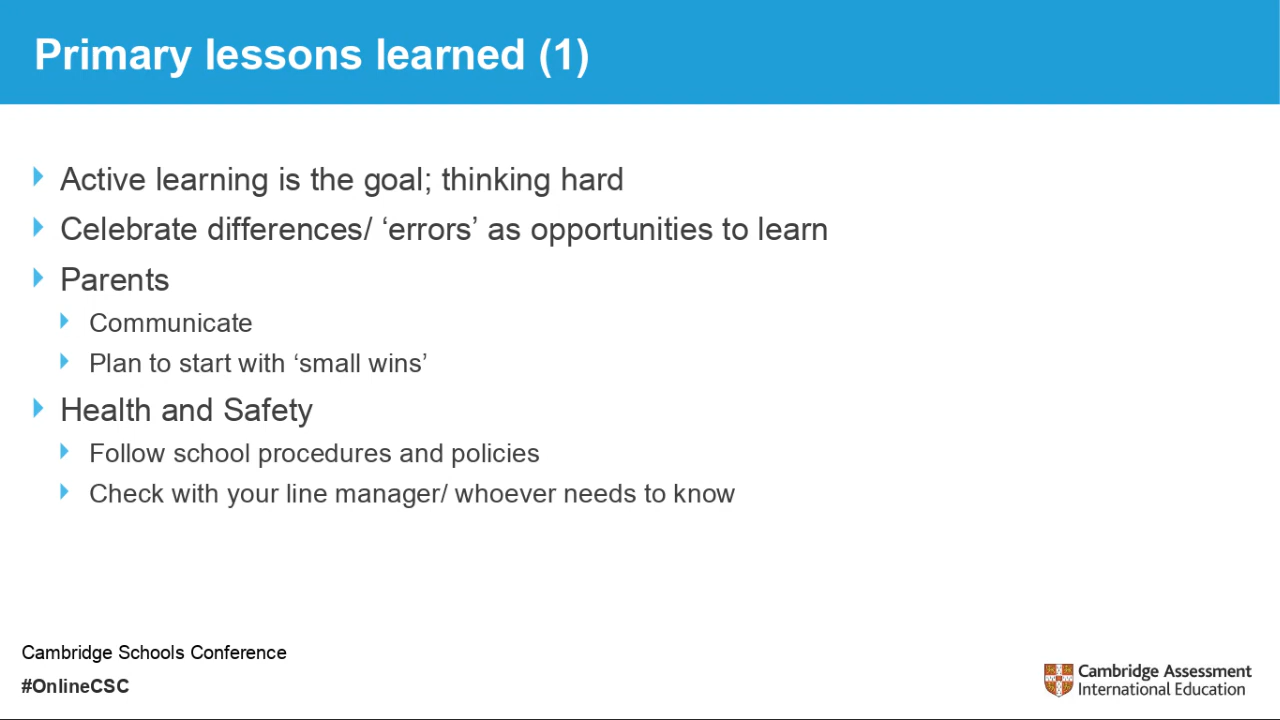 Primary lessons learned (1)
Active learning is the goal; thinking hard
Celebrate differences/ ‘errors’ as opportunities to learn
Parents
Communicate
Plan to start with ‘small wins’
Health and Safety
Follow school procedures and policies
Check with your line manager/ whoever needs to know
Cambridge Schools Conference
#OnlineCSC
Cambridge Assessment
International Education